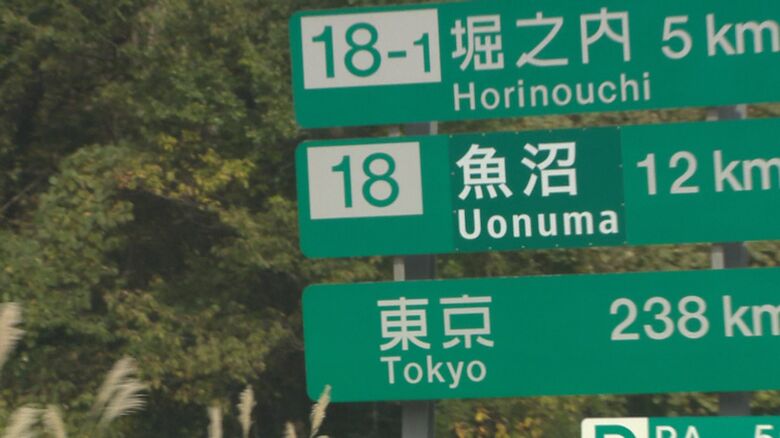 18-1 堀之内 5 km
Horinouchi
18 魚沼 12 km
Uonuma
東京 238 km
Tokyo
P PA 5